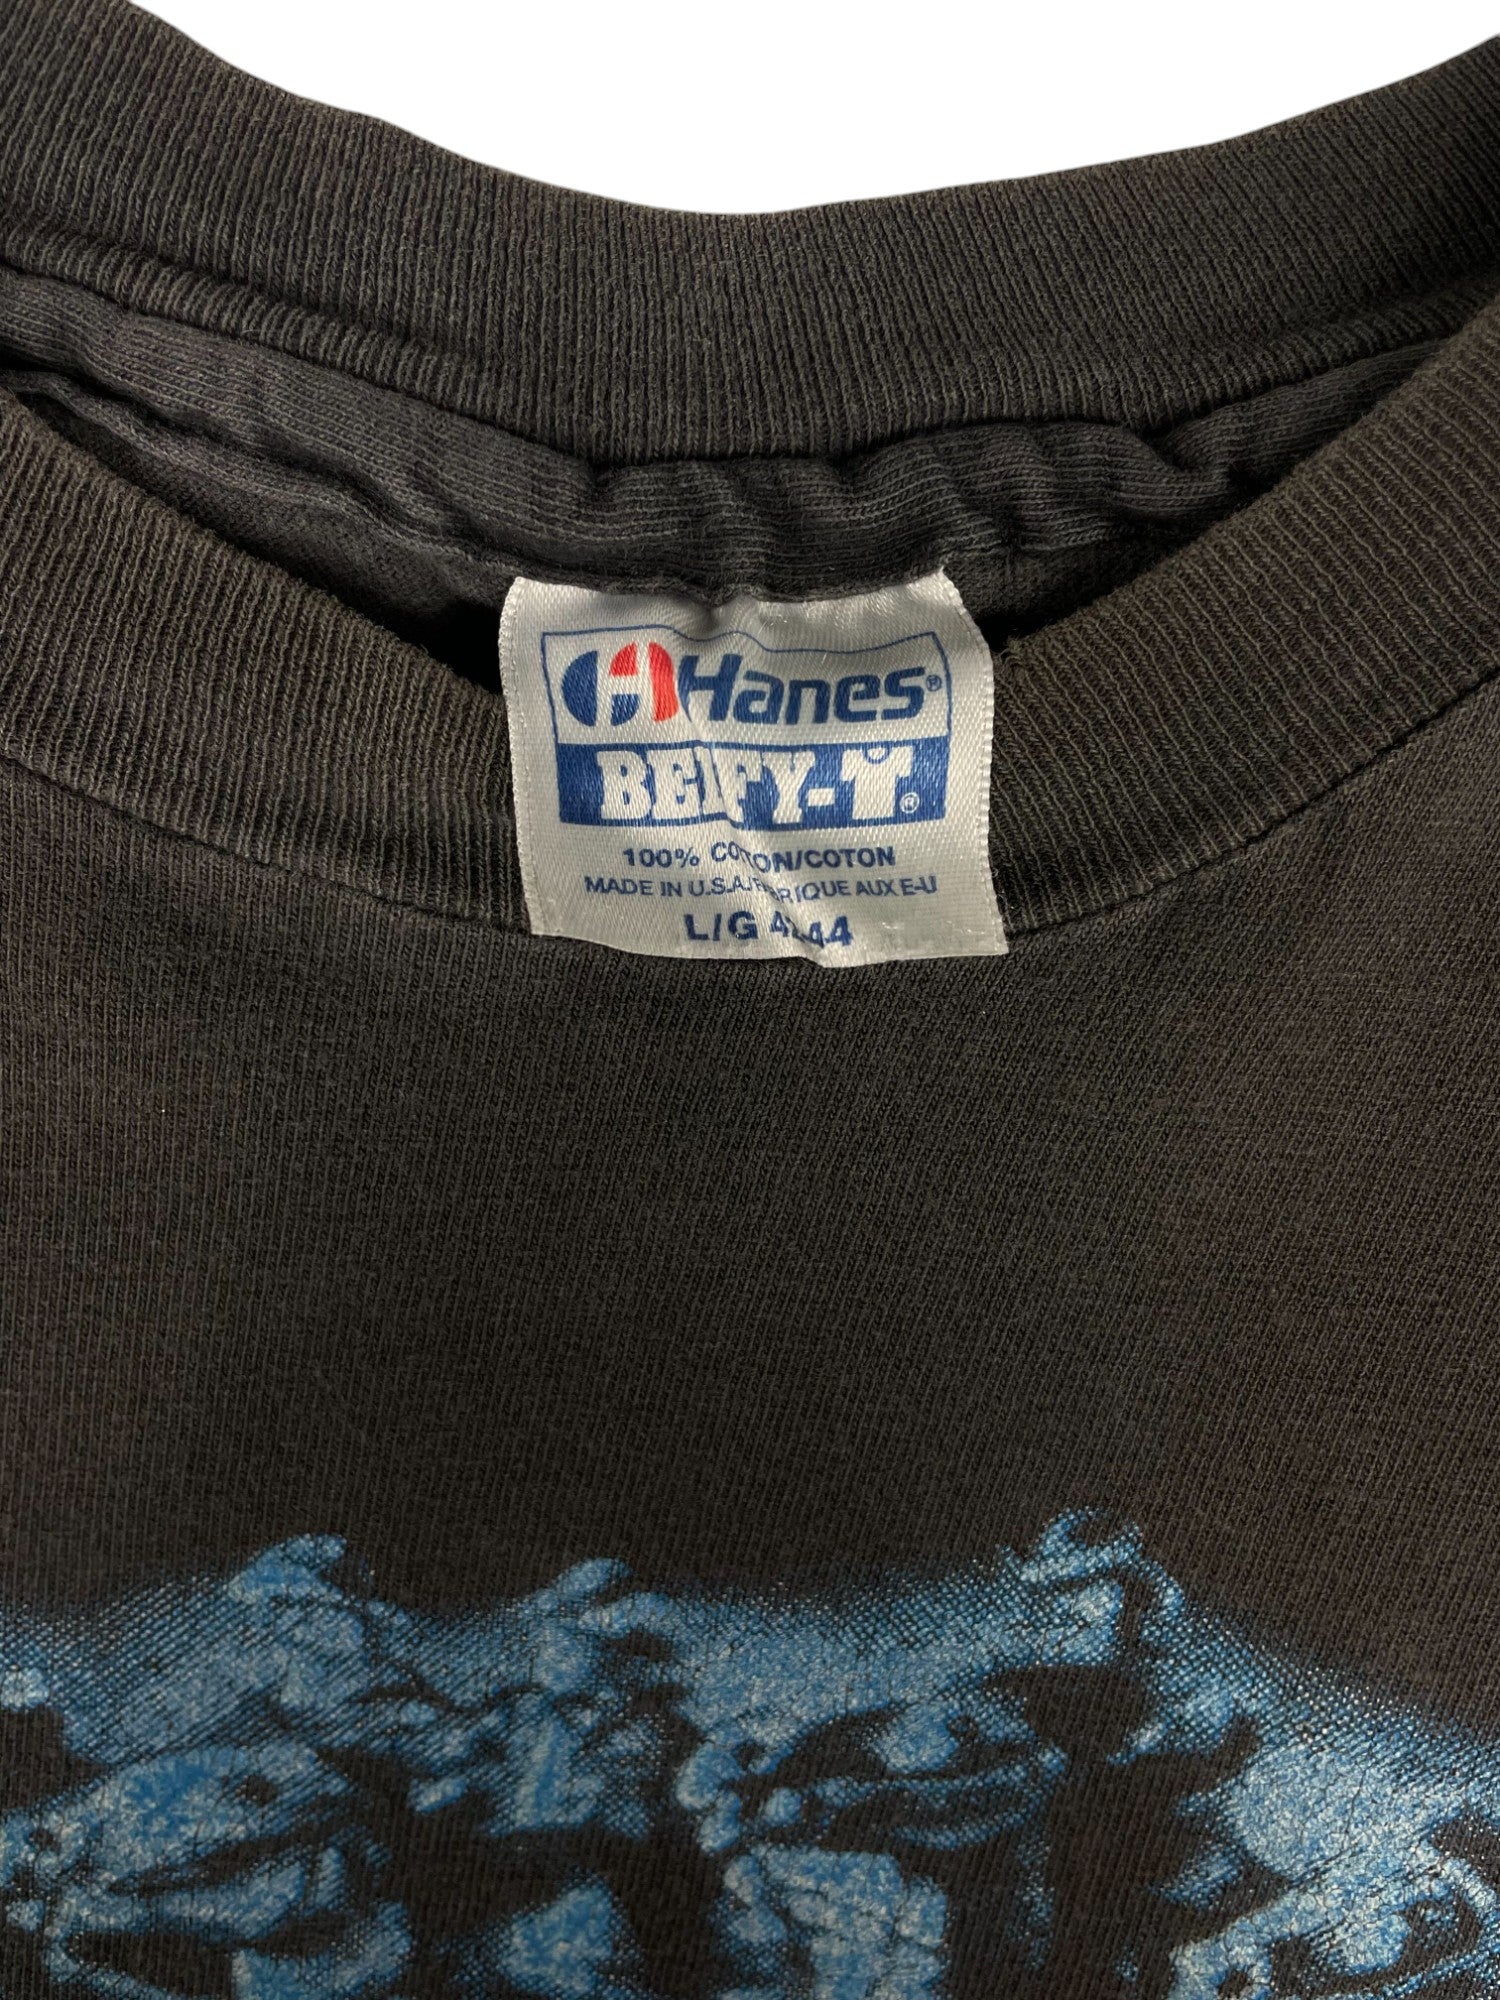 Hanes®
BEEFY-T®
100% COTTON/COTON
MADE IN U.S.A./FABRIQUE AUX E-U
L/G 42-44